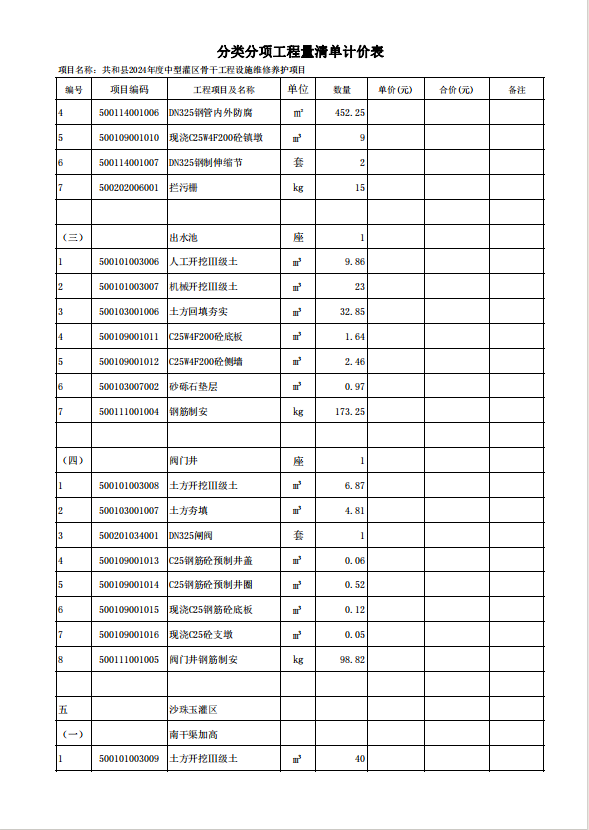 分类分项工程量清单计价表
项目名称：共和县2024年度中型灌区骨干工程设施维修养护项目
编号 项目编码 工程项目及名称 单位 数量 单价(元) 合价(元) 备注
4 500114001006 DN325钢管内外防腐 m² 452.25
5 500109001010 现浇C25W4F200砼镇墩 m³ 9
6 500114001007 DN325钢制伸缩节 套 2
7 500202006001 拦污栅 kg 15
（三） 出水池 座 1
1 500101003006 人工开挖Ⅲ级土 m³ 9.86
2 500101003007 机械开挖Ⅲ级土 m³ 23
3 500103001006 土方回填夯实 m³ 32.85
4 500109001011 C25W4F200砼底板 m³ 1.64
5 500109001012 C25W4F200砼侧墙 m³ 2.46
6 500103007002 砂砾石垫层 m³ 0.97
7 500111001004 钢筋制安 kg 173.25
（四） 阀门井 座 1
1 500101003008 土方开挖Ⅲ级土 m³ 6.87
2 500103001007 土方夯填 m³ 4.81
3 500201034001 DN325闸阀 套 1
4 500109001013 C25钢筋砼预制井盖 m³ 0.06
5 500109001014 C25钢筋砼预制井圈 m³ 0.52
6 500109001015 现浇C25钢筋砼底板 m³ 0.12
7 500109001016 现浇C25砼支墩 m³ 0.05
8 500111001005 阀门井钢筋制安 kg 98.82
五 沙珠玉灌区
（一） 南干渠加高
1 500101003009 土方开挖Ⅲ级土 m³ 40